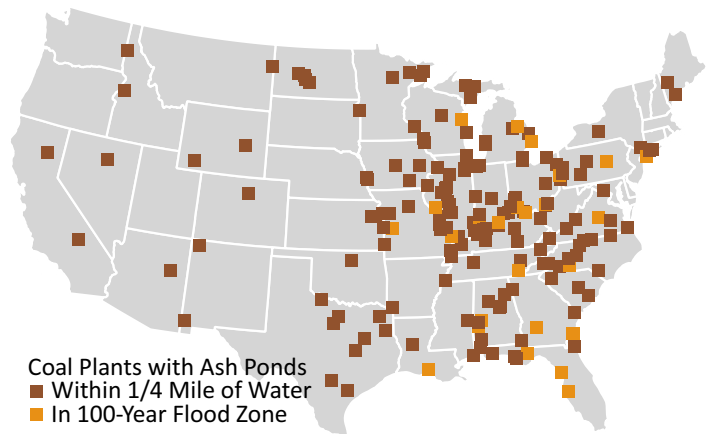 Coal Plants with Ash Ponds
Within 1/4 Mile of Water
In 100-Year Flood Zone